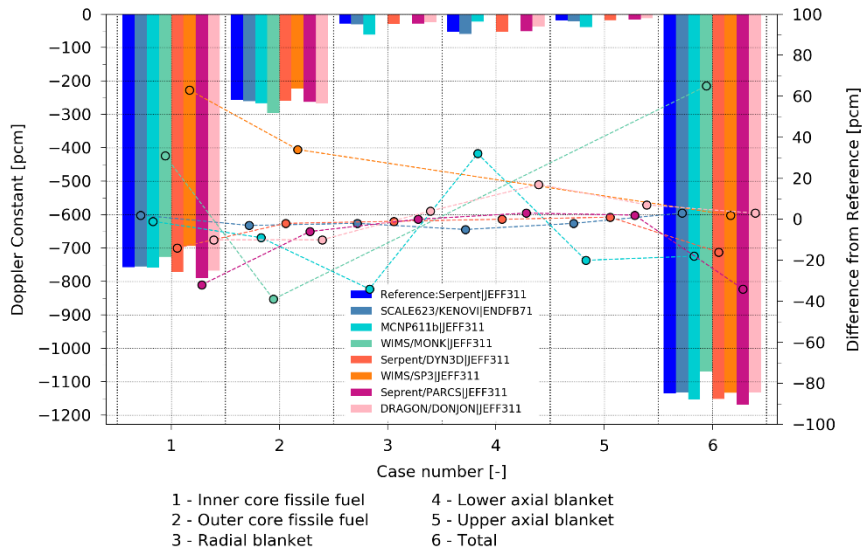 0
−100
−200
−300
−400
−500
−600
−700
−800
−900
−1000
−1100
−1200
Doppler Constant [pcm]
100
80
60
40
20
0
−20
−40
−60
−80
−100
Difference from Reference [pcm]
Reference:Serpent|JEFF311
SCALE623/KENOVI|ENDFB71
MCNP611b|JEFF311
WIMS/MONK|JEFF311
Serpent/DYN3D|JEFF311
WIMS/SP3|JEFF311
Seprent/PARCS|JEFF311
DRAGON/DONJON|JEFF311
1 2 3 4 5 6
Case number [-]
1 - Inner core fissile fuel
2 - Outer core fissile fuel
3 - Radial blanket
4 - Lower axial blanket
5 - Upper axial blanket
6 - Total